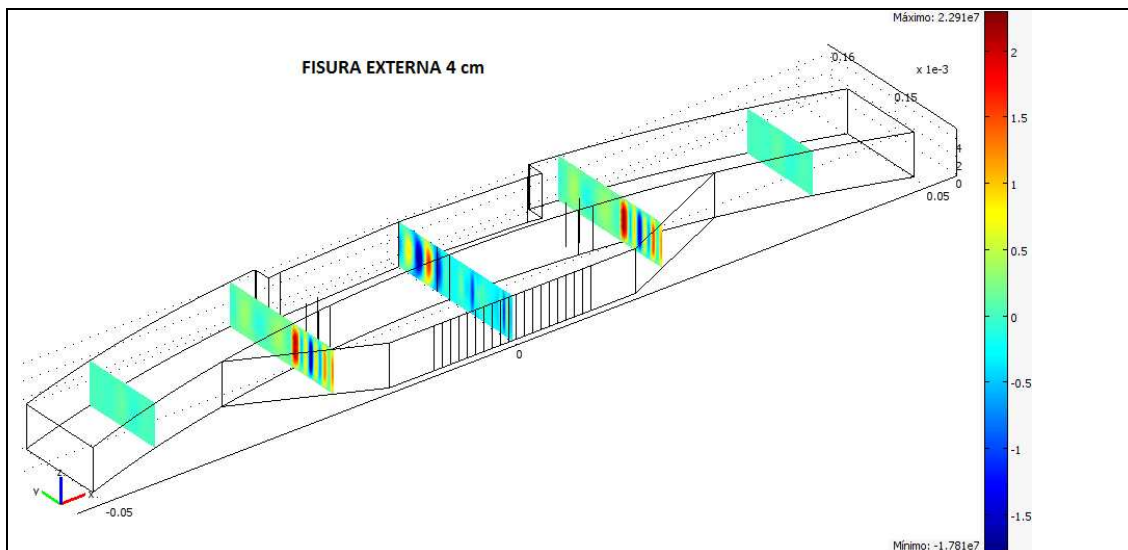 Máximo: 2.291e7
FISURA EXTERNA 4 cm
0.16
x 1e-3
0.15
4
2
0
0.05
0
-0.05
z
y
x
2
1.5
1
0.5
0
-0.5
-1
-1.5
Mínimo: -1.781e7